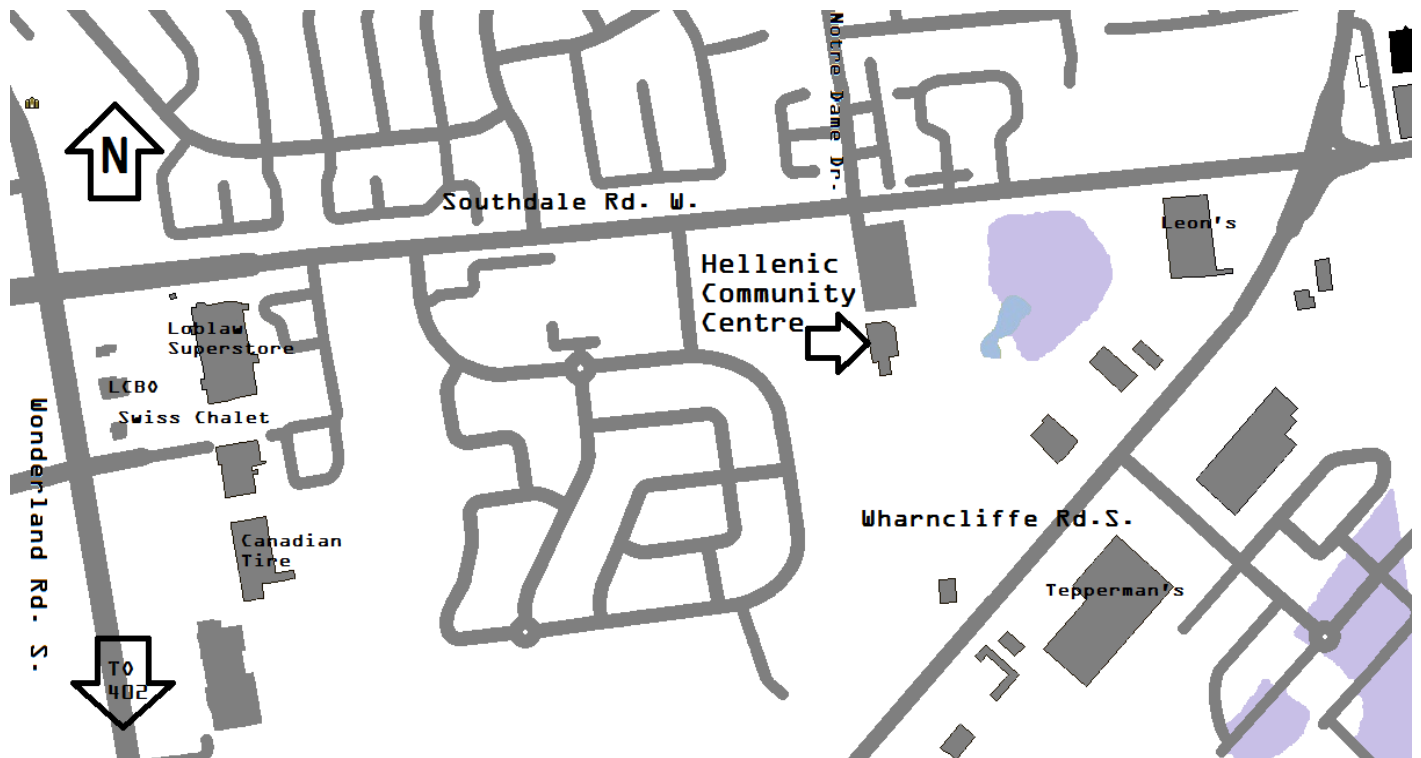 N
Notre Dame Dr.
Southdale Rd. W.
Leon's
Hellenic
Community
Centre
Loblaw
Superstore
LCBO
Swiss Chalet
Wonderland Rd. S.
Wharncliffe Rd.S.
Canadian
Tire
Tepperman's
TO
402